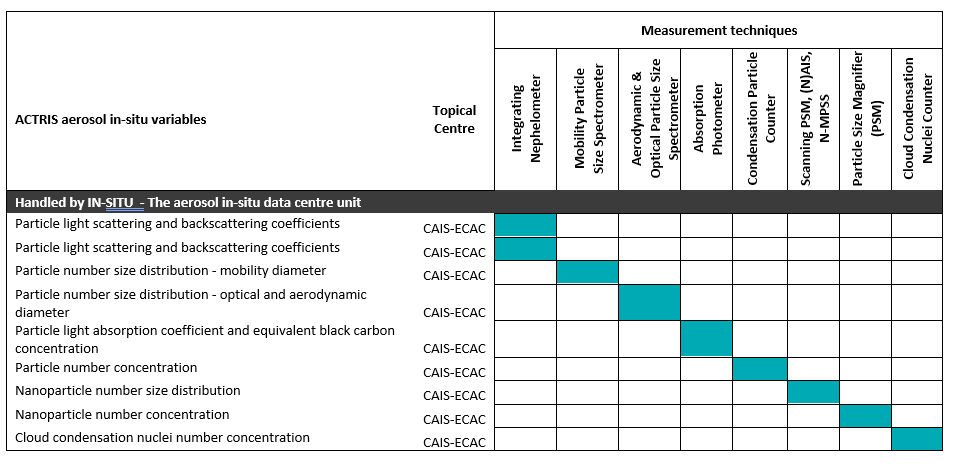 Measurement techniques
ACTRIS aerosol in-situ variables
Topical
Centre
Integrating
Nephelometer
Mobility Particle
Size Spectrometer
Aerodynamic &
Optical Particle Size
Spectrometer
Absorption
Photometer
Condensation Particle
Counter
Scanning PSM, (N)AIS,
N-MPSS
Particle Size Magnifier
(PSM)
Cloud Condensation
Nuclei Counter
Handled by IN-SITU - The aerosol in-situ data centre unit
Particle light scattering and backscattering coefficients CAIS-ECAC
Particle light scattering and backscattering coefficients CAIS-ECAC
Particle number size distribution - mobility diameter CAIS-ECAC
Particle number size distribution - optical and aerodynamic
diameter CAIS-ECAC
Particle light absorption coefficient and equivalent black carbon
concentration CAIS-ECAC
Particle number concentration CAIS-ECAC
Nanoparticle number size distribution CAIS-ECAC
Nanoparticle number concentration CAIS-ECAC
Cloud condensation nuclei number concentration CAIS-ECAC